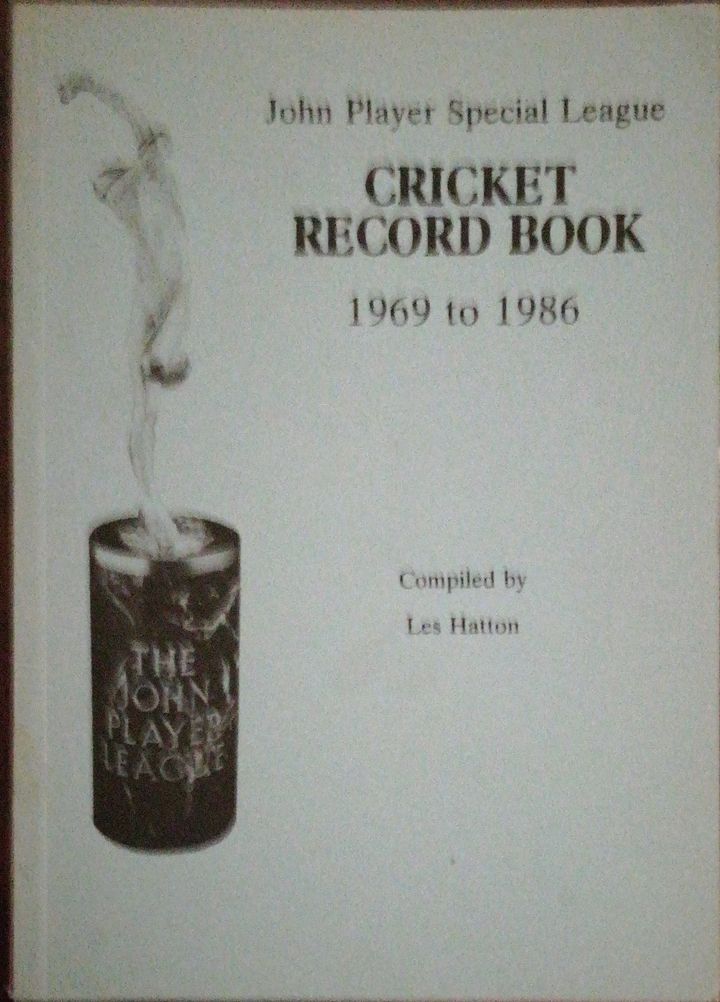 John Player Special League
CRICKET
RECORD BOOK
1969 to 1986
Compiled by
Les Hatton
THE
JOHN
PLAYER
LEAGUE